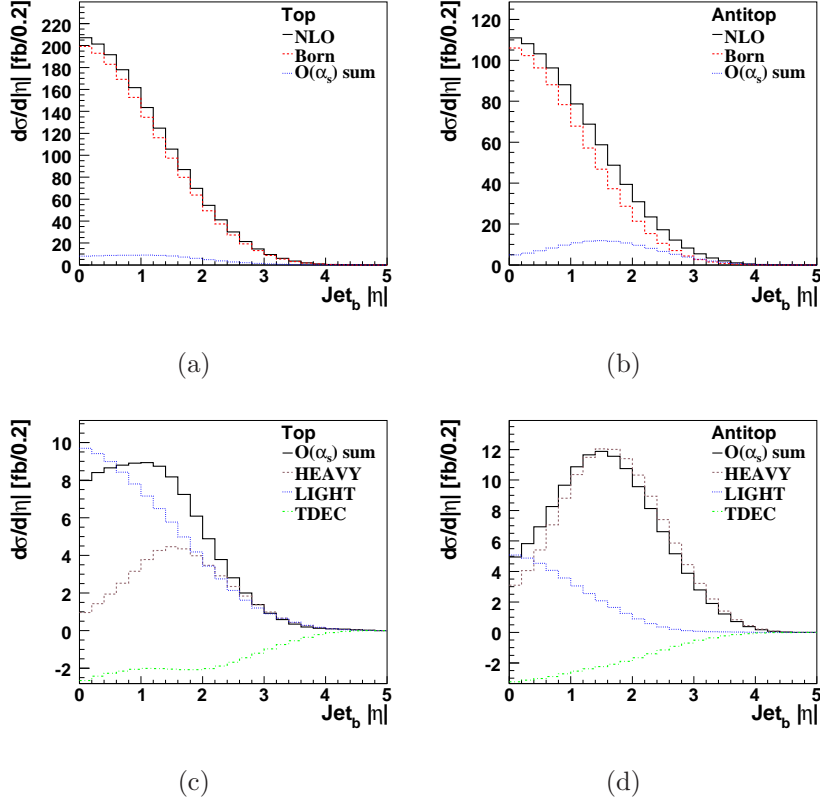 Top
NLO
Born
O(αs) sum
dσ/d|η| [fb/0.2]
200
180
160
140
120
100
80
60
40
20
0
0 1 2 3 4 5
Jet_b |η|
(a)
Antitop
NLO
Born
O(αs) sum
dσ/d|η| [fb/0.2]
120
100
80
60
40
20
0
0 1 2 3 4 5
Jet_b |η|
(b)
Top
O(αs) sum
HEAVY
LIGHT
TDEC
dσ/d|η| [fb/0.2]
10
8
6
4
2
0
-2
0 1 2 3 4 5
Jet_b |η|
(c)
Antitop
O(αs) sum
HEAVY
LIGHT
TDEC
dσ/d|η| [fb/0.2]
12
10
8
6
4
2
0
-2
0 1 2 3 4 5
Jet_b |η|
(d)